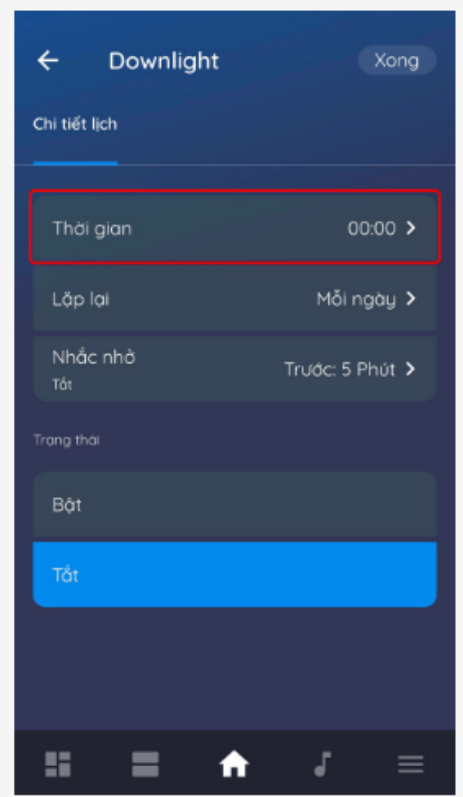 Downlight
Xong
Chi tiết lịch
Thời gian 00:00
Lặp lại Mỗi ngày
Nhắc nhở
Tắt
Trước: 5 Phút
Trạng thái
Bật
Tắt